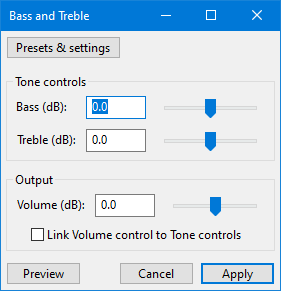 Bass and Treble
Presets & settings
Tone controls
Bass (dB): 0.0
Treble (dB): 0.0
Output
Volume (dB): 0.0
Link Volume control to Tone controls
Preview Cancel Apply